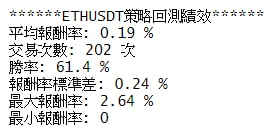 ******ETHUSDT策略回測績效******
平均報酬率: 0.19 %
交易次數: 202 次
勝率: 61.4 %
報酬率標準差: 0.24 %
最大報酬率: 2.64 %
最小報酬率: 0